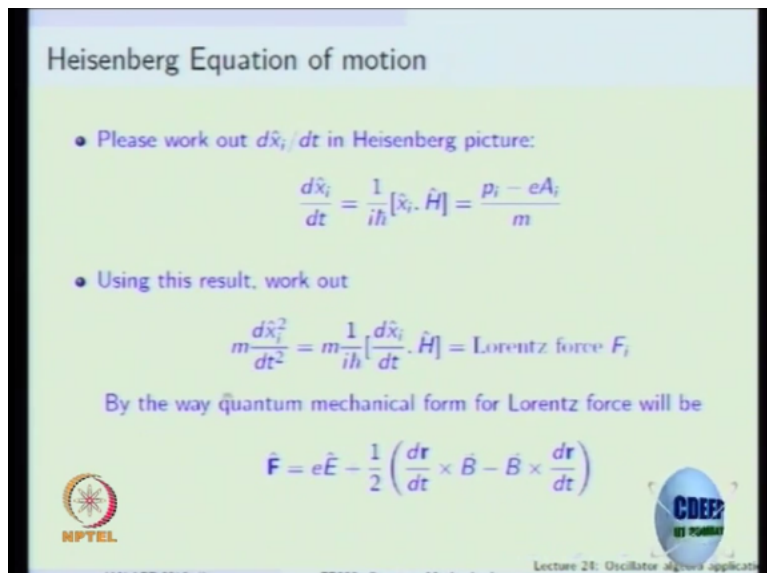 Heisenberg Equation of motion
• Please work out dx̂ᵢ/dt in Heisenberg picture:
dx̂ᵢ/dt = 1/iħ [x̂ᵢ, Ĥ] = (pᵢ − eAᵢ)/m
• Using this result, work out
m dx̂ᵢ²/dt² = m 1/iħ [dx̂ᵢ/dt, Ĥ] = Lorentz force Fᵢ
By the way quantum mechanical form for Lorentz force will be
F̂ = eÊ − 1/2 (dr/dt × B̂ − B̂ × dr/dt)
NPTEL
CDEEP
IIT BOMBAY
Lecture 24: Oscillator algebra applicati